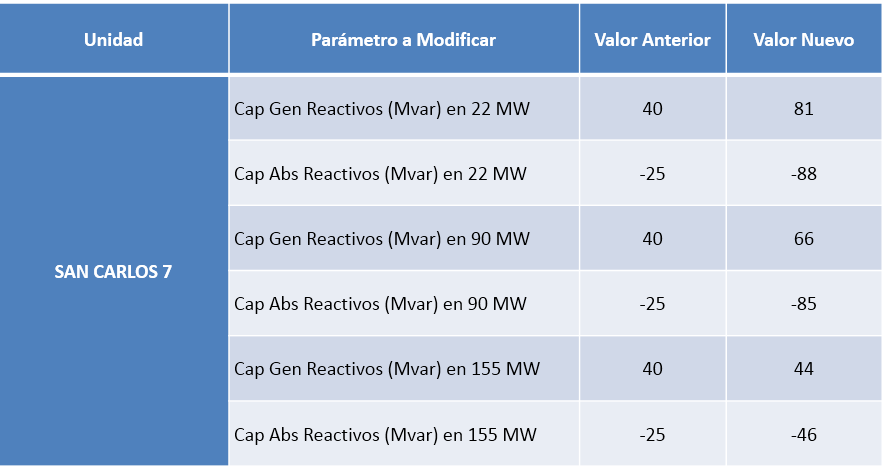 Unidad Parámetro a Modificar Valor Anterior Valor Nuevo
Cap Gen Reactivos (Mvar) en 22 MW 40 81
Cap Abs Reactivos (Mvar) en 22 MW -25 -88
Cap Gen Reactivos (Mvar) en 90 MW 40 66
SAN CARLOS 7
Cap Abs Reactivos (Mvar) en 90 MW -25 -85
Cap Gen Reactivos (Mvar) en 155 MW 40 44
Cap Abs Reactivos (Mvar) en 155 MW -25 -46